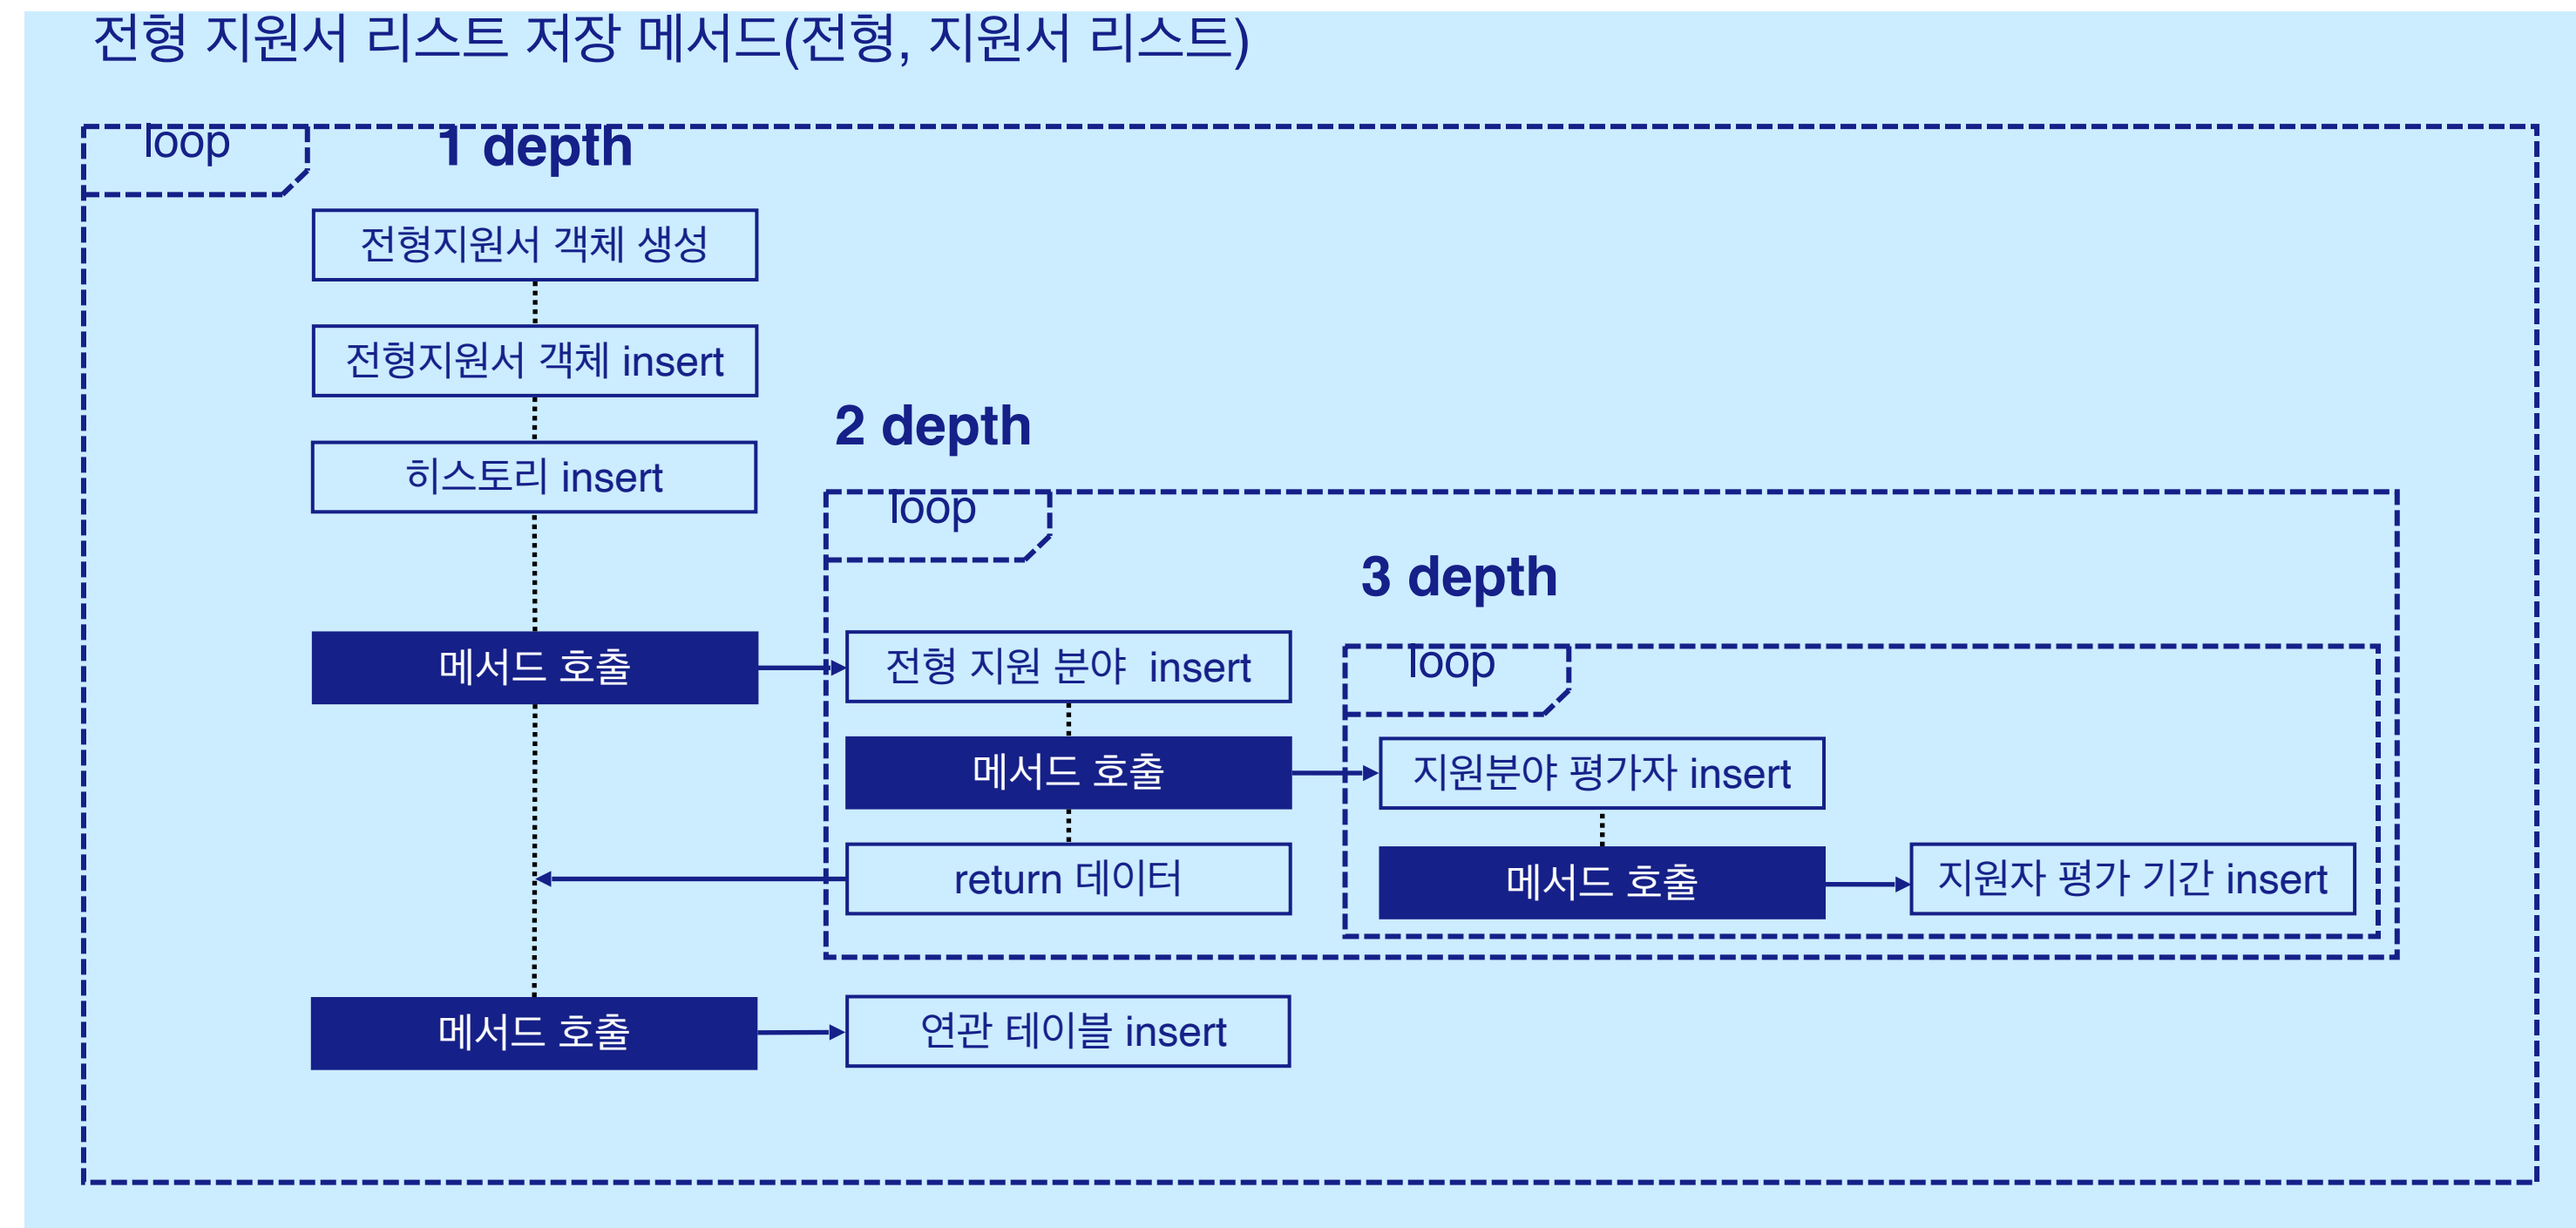 전형 지원서 리스트 저장 메서드(전형, 지원서 리스트)
loop
1 depth
전형지원서 객체 생성
전형지원서 객체 insert
히스토리 insert
2 depth
loop
3 depth
loop
메서드 호출
전형 지원 분야 insert
메서드 호출
지원분야 평가자 insert
return 데이터
메서드 호출
지원자 평가 기간 insert
메서드 호출
연관 테이블 insert